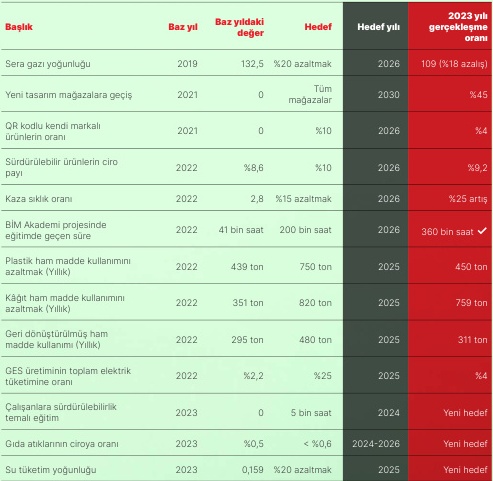 Başlık Baz yıl Baz yıldaki değer Hedef Hedef yılı 2023 yılı gerçekleşme oranı
Sera gazı yoğunluğu 2019 132,5 %20 azaltmak 2026 109 (%18 azalış)
Yeni tasarım mağazalara geçiş 2021 0 Tüm mağazalar 2030 %45
QR kodlu kendi markalı ürünlerin oranı 2021 0 %10 2026 %4
Sürdürülebilir ürünlerin ciro payı 2022 %8,6 %10 2026 %9,2
Kaza sıklık oranı 2022 2,8 %15 azaltmak 2026 %25 artış
BİM Akademi projesinde eğitimde geçen süre 2022 41 bin saat 200 bin saat 2026 360 bin saat ✓
Plastik ham madde kullanımını azaltmak (Yıllık) 2022 439 ton 750 ton 2025 450 ton
Kâğıt ham madde kullanımını azaltmak (Yıllık) 2022 351 ton 820 ton 2025 759 ton
Geri dönüştürülmüş ham madde kullanımı (Yıllık) 2022 295 ton 480 ton 2025 311 ton
GES üretiminin toplam elektrik tüketimine oranı 2022 %2,2 %25 2025 %4
Çalışanlara sürdürülebilirlik temalı eğitim 2023 0 5 bin saat 2024 Yeni hedef
Gıda atıklarının ciroya oranı 2023 %0,5 < %0,6 2024-2026 Yeni hedef
Su tüketim yoğunluğu 2023 0,159 %20 azaltmak 2025 Yeni hedef